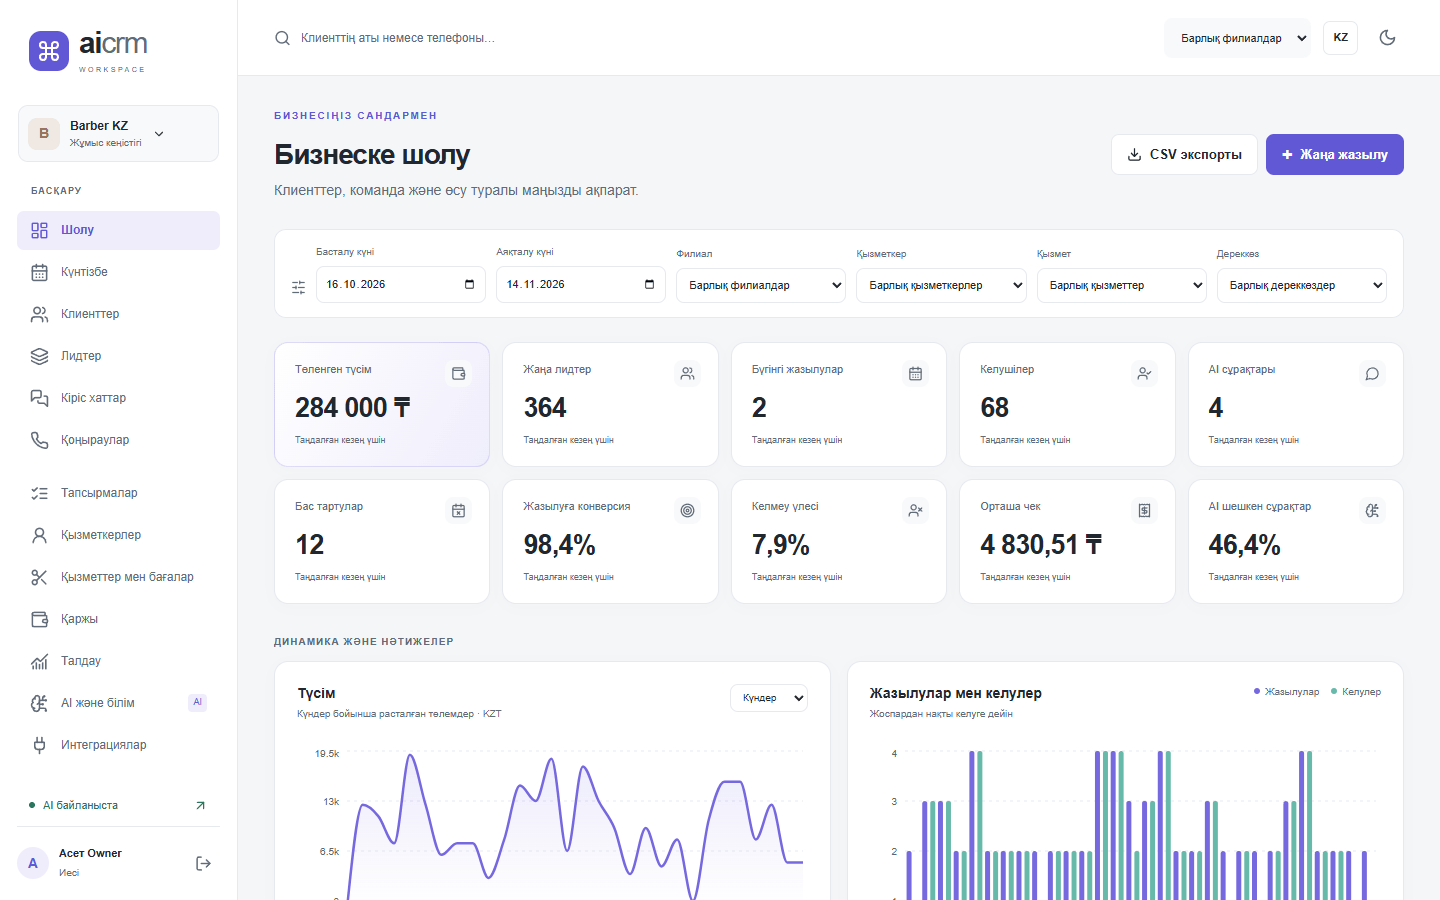 aicrm
WORKSPACE
Клиенттің аты немесе телефоны...
Барлық филиалдар
KZ
B
Barber KZ
Жұмыс кеңістігі
БАСҚАРУ
Шолу
Күнтізбе
Клиенттер
Лидтер
Кіріс хаттар
Қоңыраулар
Тапсырмалар
Қызметкерлер
Қызметтер мен бағалар
Қаржы
Талдау
AI және білім
AI
Интеграциялар
AI байланыста
A
Асет Owner
Иесі
БИЗНЕСІҢІЗ САНДАРМЕН
Бизнеске шолу
Клиенттер, команда және өсу туралы маңызды ақпарат.
CSV экспорты
Жаңа жазылу
Басталу күні
Аяқталу күні
Филиал
Қызметкер
Қызмет
Дереккөз
16.10.2026
14.11.2026
Барлық филиалдар
Барлық қызметкерлер
Барлық қызметтер
Барлық дереккөздер
Төленген түсім
284 000 ₸
Таңдалған кезең үшін
Жаңа лидтер
364
Таңдалған кезең үшін
Бүгінгі жазылулар
2
Таңдалған кезең үшін
Келушілер
68
Таңдалған кезең үшін
AI сұрақтары
4
Таңдалған кезең үшін
Бас тартулар
12
Таңдалған кезең үшін
Жазылуға конверсия
98,4%
Таңдалған кезең үшін
Келмеу үлесі
7,9%
Таңдалған кезең үшін
Орташа чек
4 830,51 ₸
Таңдалған кезең үшін
AI шешкен сұрақтар
46,4%
Таңдалған кезең үшін
ДИНАМИКА ЖӘНЕ НӘТИЖЕЛЕР
Түсім
Күндер бойынша расталған төлемдер · KZT
Күндер
19.5k
13k
6.5k
Жазылулар мен келулер
Жоспардан нақты келуге дейін
Жазылулар
Келулер
4
3
2